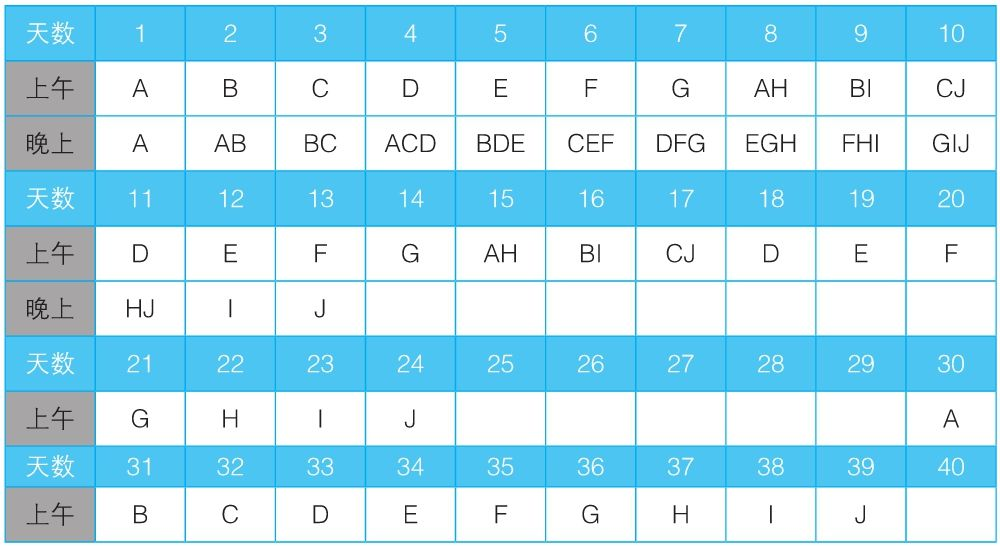 天数 1 2 3 4 5 6 7 8 9 10
上午 A B C D E F G AH BI CJ
晚上 A AB BC ACD BDE CEF DFG EGH FHI GIJ
天数 11 12 13 14 15 16 17 18 19 20
上午 D E F G AH BI CJ D E F
晚上 HJ I J
天数 21 22 23 24 25 26 27 28 29 30
上午 G H I J A
天数 31 32 33 34 35 36 37 38 39 40
上午 B C D E F G H I J